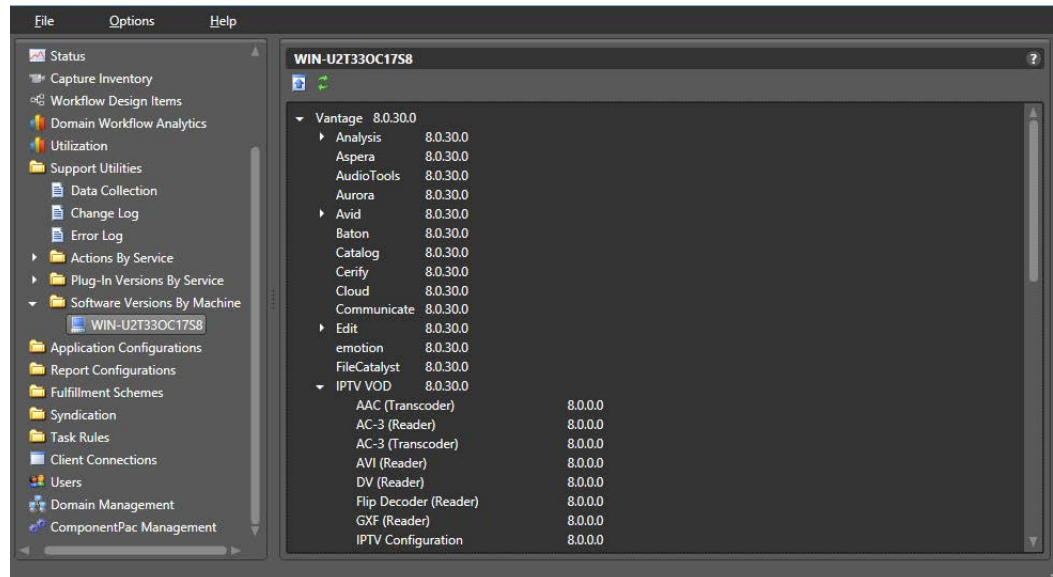 File Options Help
Status
Capture Inventory
Workflow Design Items
Domain Workflow Analytics
Utilization
Support Utilities
Data Collection
Change Log
Error Log
Actions By Service
Plug-In Versions By Service
Software Versions By Machine
WIN-U2T33OC17S8
Application Configurations
Report Configurations
Fulfillment Schemes
Syndication
Task Rules
Client Connections
Users
Domain Management
ComponentPac Management
WIN-U2T33OC17S8 ?
Vantage 8.0.30.0
Analysis 8.0.30.0
Aspera 8.0.30.0
AudioTools 8.0.30.0
Aurora 8.0.30.0
Avid 8.0.30.0
Baton 8.0.30.0
Catalog 8.0.30.0
Cerify 8.0.30.0
Cloud 8.0.30.0
Communicate 8.0.30.0
Edit 8.0.30.0
emotion 8.0.30.0
FileCatalyst 8.0.30.0
IPTV VOD 8.0.30.0
AAC (Transcoder) 8.0.0.0
AC-3 (Reader) 8.0.0.0
AC-3 (Transcoder) 8.0.0.0
AVI (Reader) 8.0.0.0
DV (Reader) 8.0.0.0
Flip Decoder (Reader) 8.0.0.0
GXF (Reader) 8.0.0.0
IPTV Configuration 8.0.0.0